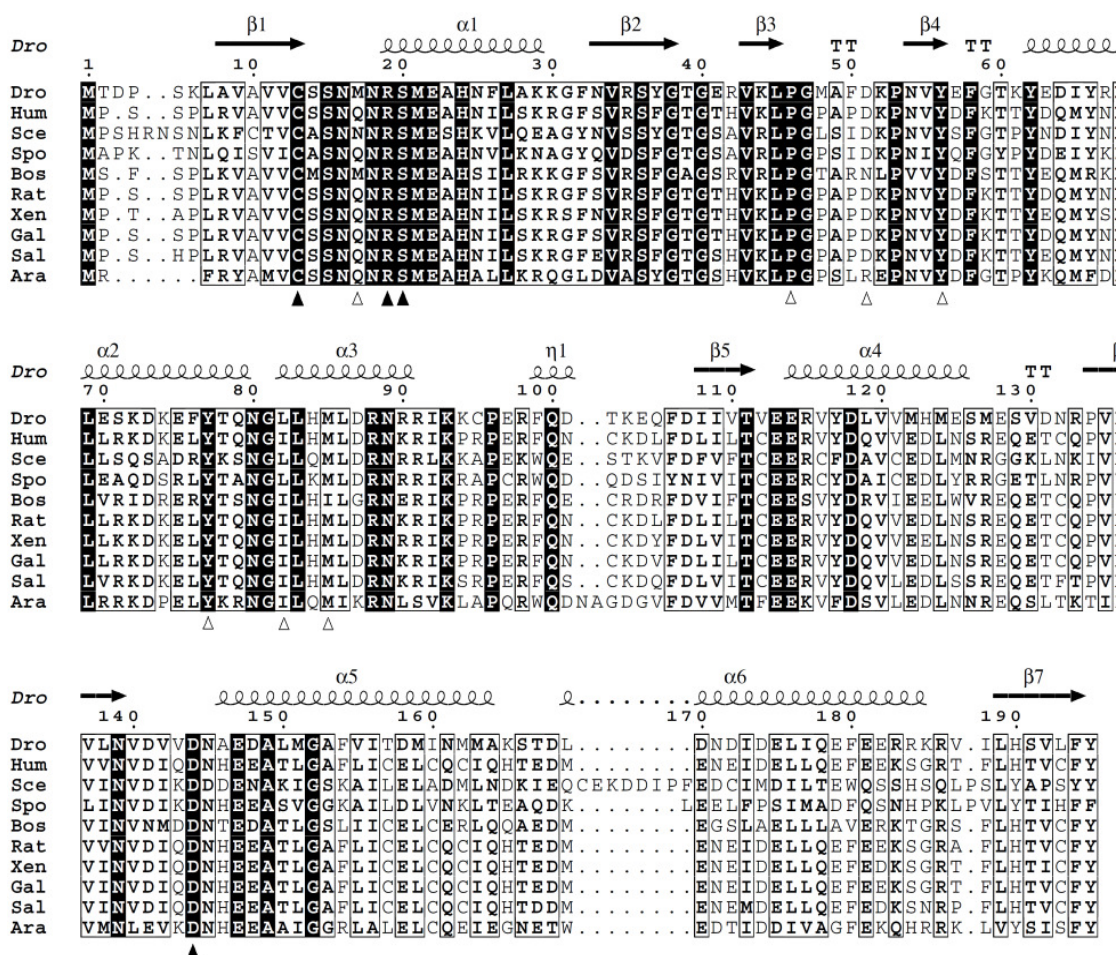 β1 α1 β2 β3 β4
Dro TT TT
1 10 20 30 40 50 60
Dro MTDP..SKLAVAVVCSSNMNRSMEAHNFLAKKGFNVRSYGTGERVKLPGMAFDKPNVYEFGTKYEDIYR
Hum MP.S..SPLRVAVVCSSNQNRSMEAHNILSKRGFSVRSFGTGTHVKLPGPAPDKPNVYDFKTTYDQMYN
Sce MPSHRNSNLKFCTVCASNNNRSMESHKVLQEAGYNVSSYGTGSAVRLPGLSIDKPNVYSFGTPYNDIYN
Spo MAPK..TNLQISVICASNQNRSMEAHNVLKNAGYQVDSFGTGSAVRLPGPSIDKPNIYQFGYPYDEIYK
Bos MS.F..SPLKVAVVCMSNMNRSMEAHSILRKKGFSVRSFGAGSRVRLPGTARNLPVVYDFSTTYEQMRK
Rat MP.S..SPLRVAVVCSSNQNRSMEAHNILSKRGFSVRSFGTGTHVKLPGPAPDKPNVYDFKTTYDQMYN
Xen MP.T..APLRVAVVCSSNQNRSMEAHNILSKRGFNVRSFGTGTHVKLPGPAPDKPNVYDFKTTYEQMYS
Gal MP.S..SPLRVAVVCSSNQNRSMEAHNILSKRGFSVRSFGTGTHVKLPGPAPDKPNVYDFKTTYDQMYN
Sal MP.S..HPLRVAVVCSSNQNRSMEAHNILSKRGFEVRSFGTGTHVKLPGPAPDKPNVYDFKTTYEQMYN
Ara MR.......FRYAMVCSSNQNRSMEAHALLKRQGLDVASYGTGSHVKLPGPSLREPNVYDFGTPYKQMFD
α2 α3 η1 β5 α4 β
Dro TT
70 80 90 100 110 120 130
Dro LESKDKEFYTQNGLLHMLDRNRRIKKCPERFQD..TKEQFDIIVTVEERVYDLVVMHMESMESVDNRPV
Hum LLRKDKELYTQNGILHMLDRNKRIKPRPERFQN..CKDLFDLILTCEERVYDQVVEDLNSREQETCQPV
Sce LLSQSADRYKSNGLLQMLDRNRRLKKAPEKWQE..STKVFDFVFTCEERCFDAVCEDLMNRGGKLNKIV
Spo LEAQDSRLYTANGLLKMLDRNRRIKRAPCRWQD..QDSIYNIVITCEERCYDAICEDLYRRGETLNRPV
Bos LVRIDRERYTSNGILHILGRNERIKPRPERFQE..CRDRFDVIFTCEESVYDRVIEELWVREQETCQPV
Rat LLRKDKELYTQNGILHMLDRNKRIKPRPERFQN..CKDLFDLILTCEERVYDQVVEDLNSREQETCQPV
Xen LLKKDKELYTQNGILHMLDRNKRIKPRPERFQN..CKDYFDLILTCEERVYDQVVEELNSREQETCQPV
Gal LLRKDKELYTQNGILHMLDRNKRIKPRPERFQN..CKDVFDLILTCEERVYDQVVEDLNSREQETCQPV
Sal LVRKDKELYTQNGILHMLDRNKRIKSRPERFQS..CKDQFDLVITCEERVYDQVLEDLSSREQETFTPV
Ara LRRKDPELYKRNGILQMIKRNLSVKLAPQRWQDNAGDGVFDVVMTFEEKVFDSVLEDLNNREQSLTKTI
α5 α6 β7
Dro
140 150 160 170 180 190
Dro VLNVDVVDNAEDALMGAFVITDMINMMAKSTDL........DNDIDELIQEFEERRKRV.ILHSVLFY
Hum VVNVDIQDNHEEATLGAFLICELCQCIQHTEDM........ENEIDELLQEFEEKSGRT.FLHTVCFY
Sce VINVDIKDDDENAKIGSKAILELADMLNDKIEQCEKDDIPFEDCIMDILTEWQSSHSQLPSLYAPSYY
Spo LINVDIKDNHEEASVGGKAILDLVNKLTEAQDK.......LEELFPSIMADFQSNHPKLPVLYTIHFF
Bos VINVNMDDNTEDATLGSLIICELCERLQQAEDM........EGSLAELLLAVERKTGRS.FLHTVCFY
Rat VVNVDIQDNHEEATLGAFLICELCQCIQHTEDM........ENEIDELLQEFEEKSGRA.FLHTVCFY
Xen VINVDIQDNHEEATLGAFLICELCQCIQHTEDM........ENEIDELLQEFEDKSGRT.FLHTICFY
Gal VINVDIQDNHEEATLGAFLICELCQCIQHTEDM........ENEIDELLQEFEEKSNRP.FLHTVCFY
Sal VINVDIQDNHEEATLGAFLICELCQCIQHTDDM........ENEMDELLQEFEDKSNRP.FLHTVCFY
Ara VMNLEVKDNHEEAAIGGRLALELCQEIEGNETW........EDTIDDIVAGFEKQHRRK.LVYSISFY